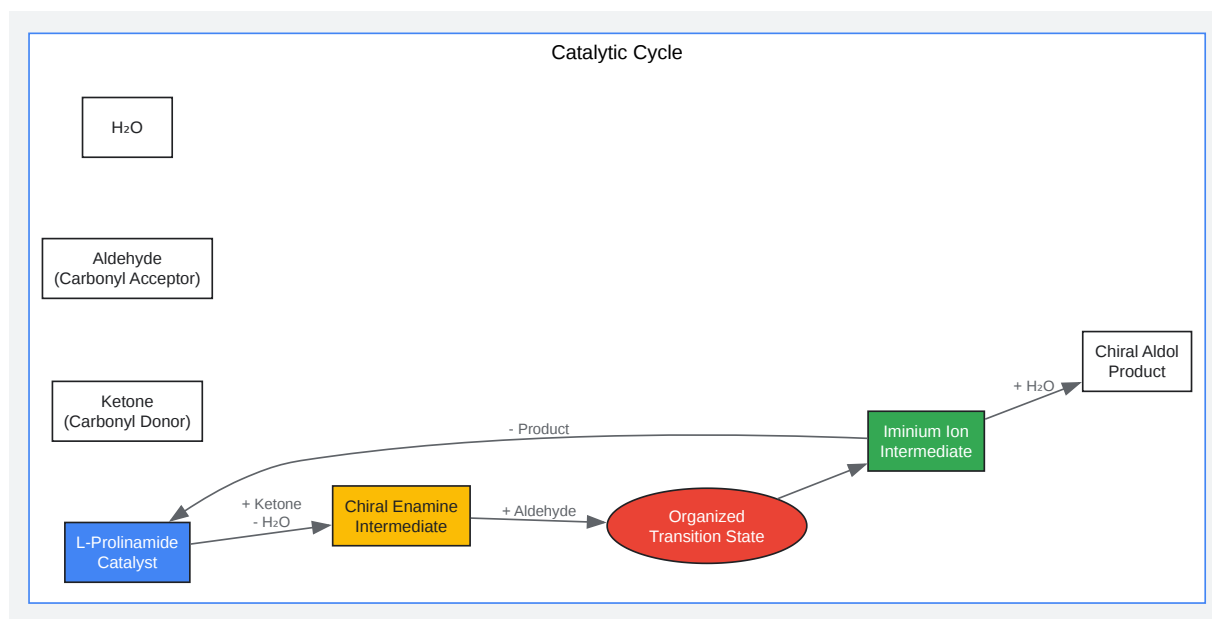 Catalytic Cycle
H₂O
Aldehyde
(Carbonyl Acceptor)
Ketone
(Carbonyl Donor)
L-Prolinamide
Catalyst
+ Ketone
- H₂O
Chiral Enamine
Intermediate
+ Aldehyde
Organized
Transition State
- Product
Iminium Ion
Intermediate
+ H₂O
Chiral Aldol
Product